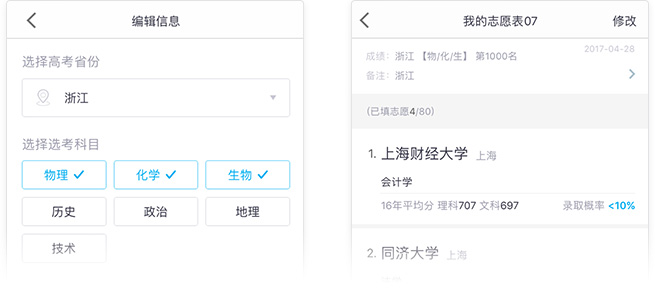 编辑信息
选择高考省份
浙江
选择选考科目
物理 化学 生物
历史 政治 地理
技术
我的志愿表07 修改
2017-04-28
成绩：浙江 【物/化/生】 第1000名
备注：浙江
(已填志愿4/80)
1. 上海财经大学 上海
会计学
16年平均分 理科707 文科697 录取概率 <10%
2. 同济大学 上海